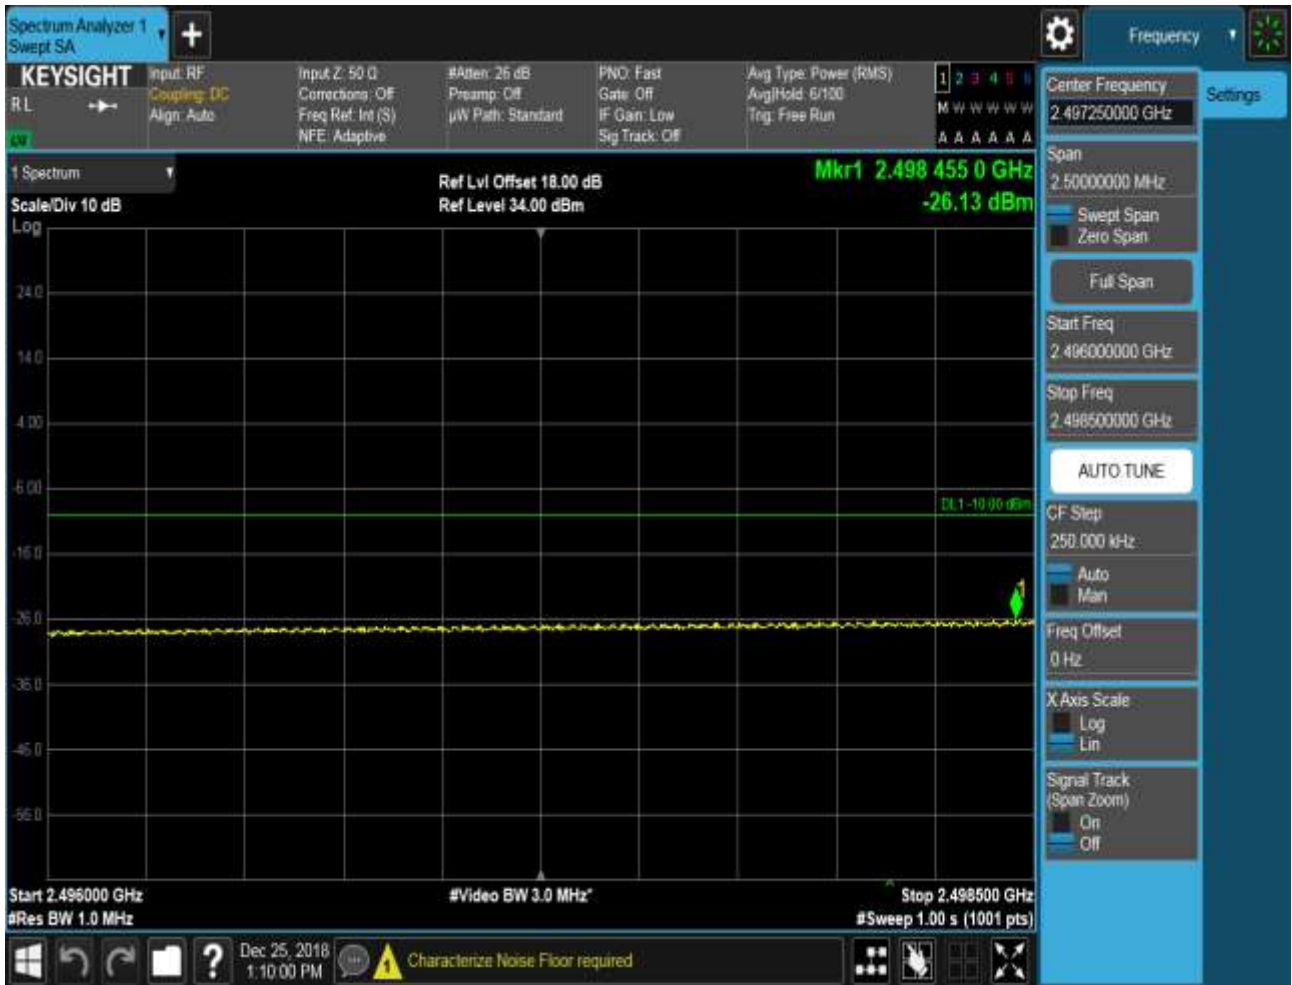 Spectrum Analyzer 1
Swept SA
+
Frequency
KEYSIGHT
R L
Input: RF
Coupling: DC
Align: Auto
Input Z: 50 Ω
Corrections: Off
Freq Ref: Int (S)
NFE: Adaptive
#Atten: 26 dB
Preamp: Off
µW Path: Standard
PNO: Fast
Gate: Off
IF Gain: Low
Sig Track: Off
Avg Type: Power (RMS)
Avg|Hold: 6/100
Trig: Free Run
1 2 3 4 5 6
M W W W W W
A A A A A A
1 Spectrum
Scale/Div 10 dB
Log
Ref Lvl Offset 18.00 dB
Ref Level 34.00 dBm
Mkr1 2.498 455 0 GHz
-26.13 dBm
24.0
14.0
4.00
-6.00
-16.0
-26.0
-36.0
-46.0
-56.0
DL1 -10.00 dBm
1
Start 2.496000 GHz
#Res BW 1.0 MHz
#Video BW 3.0 MHz*
Stop 2.498500 GHz
#Sweep 1.00 s (1001 pts)
Center Frequency
2.497250000 GHz
Settings
Span
2.50000000 MHz
Swept Span
Zero Span
Full Span
Start Freq
2.496000000 GHz
Stop Freq
2.498500000 GHz
AUTO TUNE
CF Step
250.000 kHz
Auto
Man
Freq Offset
0 Hz
X Axis Scale
Log
Lin
Signal Track
(Span Zoom)
On
Off
?
Dec 25, 2018
1:10:00 PM
1
Characterize Noise Floor required